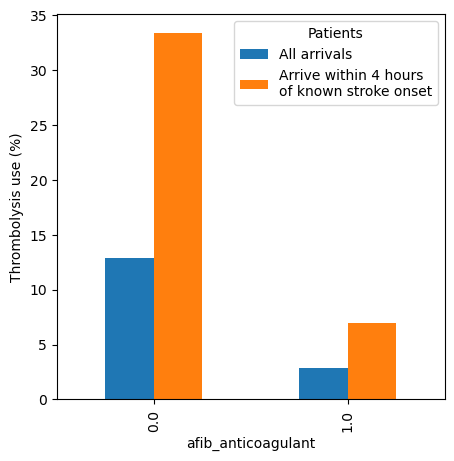 35
30
25
20
15
10
5
0
Thrombolysis use (%)
Patients
All arrivals
Arrive within 4 hours
of known stroke onset
0.0
1.0
afib_anticoagulant